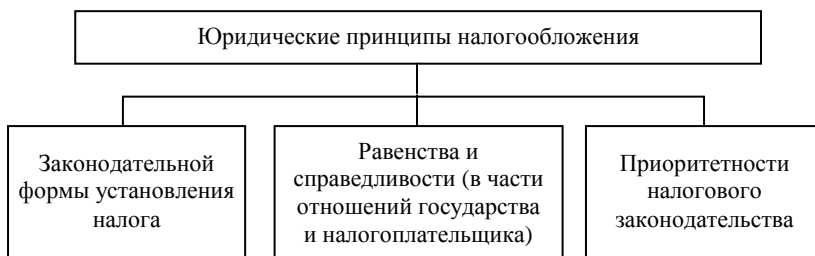 Юридические принципы налогообложения
Законодательной
формы установления
налога
Равенства и
справедливости (в части
отношений государства
и налогоплательщика)
Приоритетности
налогового
законодательства